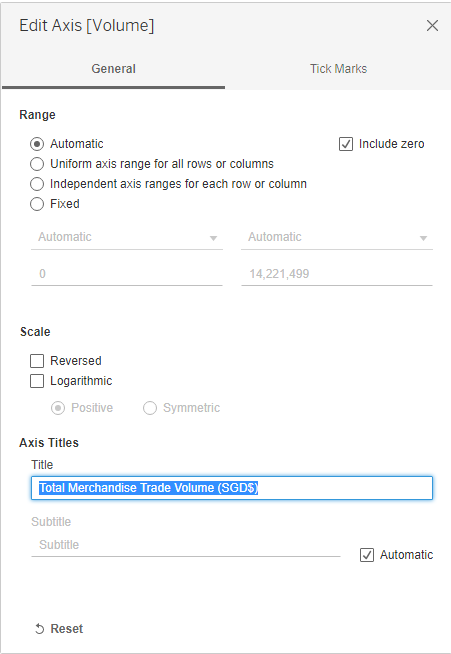 Edit Axis [Volume]
General
Tick Marks
Range
Automatic
Include zero
Uniform axis range for all rows or columns
Independent axis ranges for each row or column
Fixed
Automatic
Automatic
0
14,221,499
Scale
Reversed
Logarithmic
Positive
Symmetric
Axis Titles
Title
Total Merchandise Trade Volume (SGD$)
Subtitle
Subtitle
Automatic
Reset